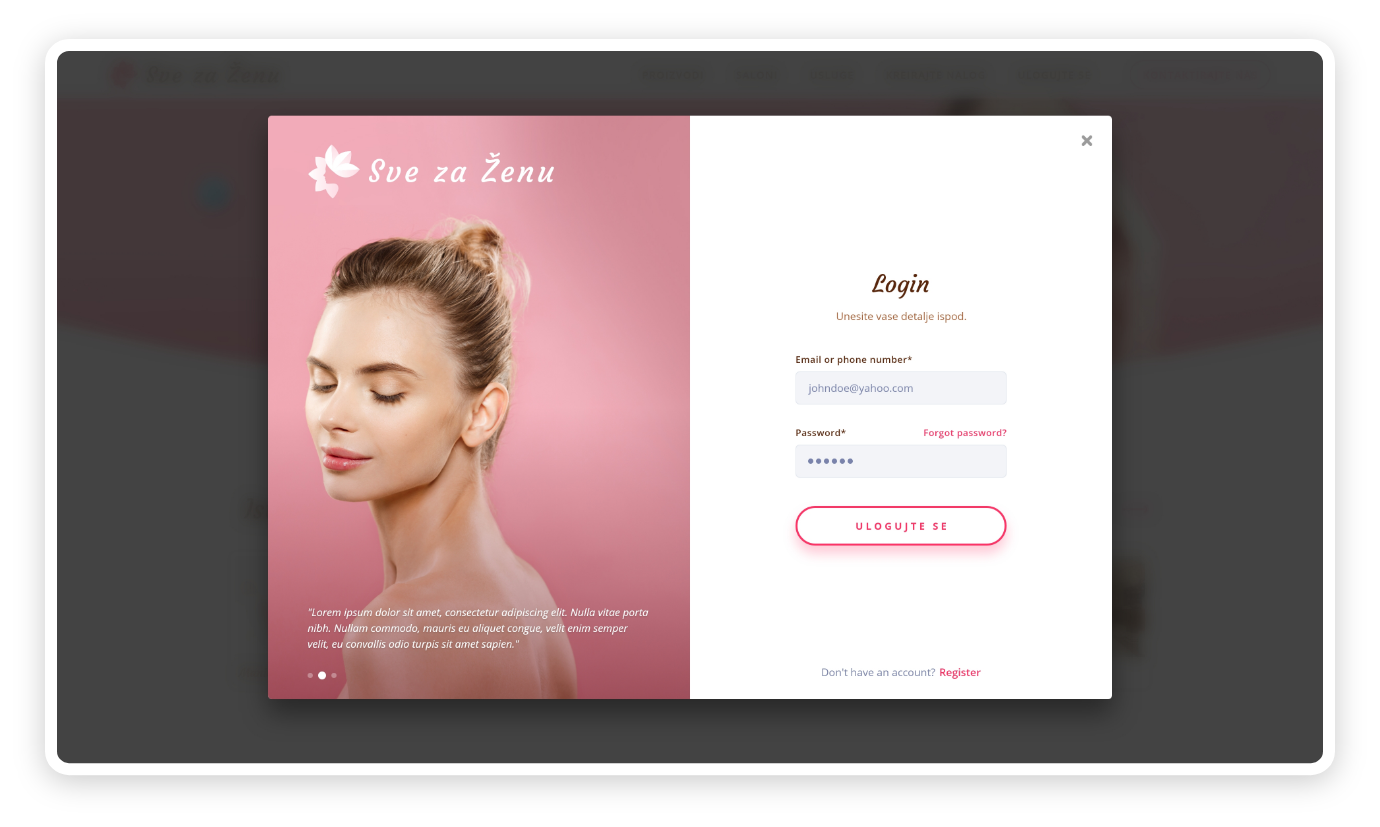 Sve za Ženu
Login
Unesite vase detalje ispod.
Email or phone number*
johndoe@yahoo.com
Password*
Forgot password?
ULOGUJTE SE
"Lorem ipsum dolor sit amet, consectetur adipiscing elit. Nulla vitae porta
nibh. Nullam commodo, mauris eu aliquet congue, velit enim semper
velit, eu convallis odio turpis sit amet sapien."
Don't have an account? Register